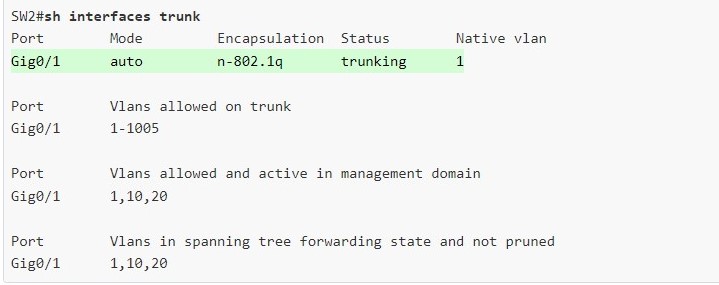 SW2#sh interfaces trunk
Port Mode Encapsulation Status Native vlan
Gig0/1 auto n-802.1q trunking 1
Port Vlans allowed on trunk
Gig0/1 1-1005
Port Vlans allowed and active in management domain
Gig0/1 1,10,20
Port Vlans in spanning tree forwarding state and not pruned
Gig0/1 1,10,20